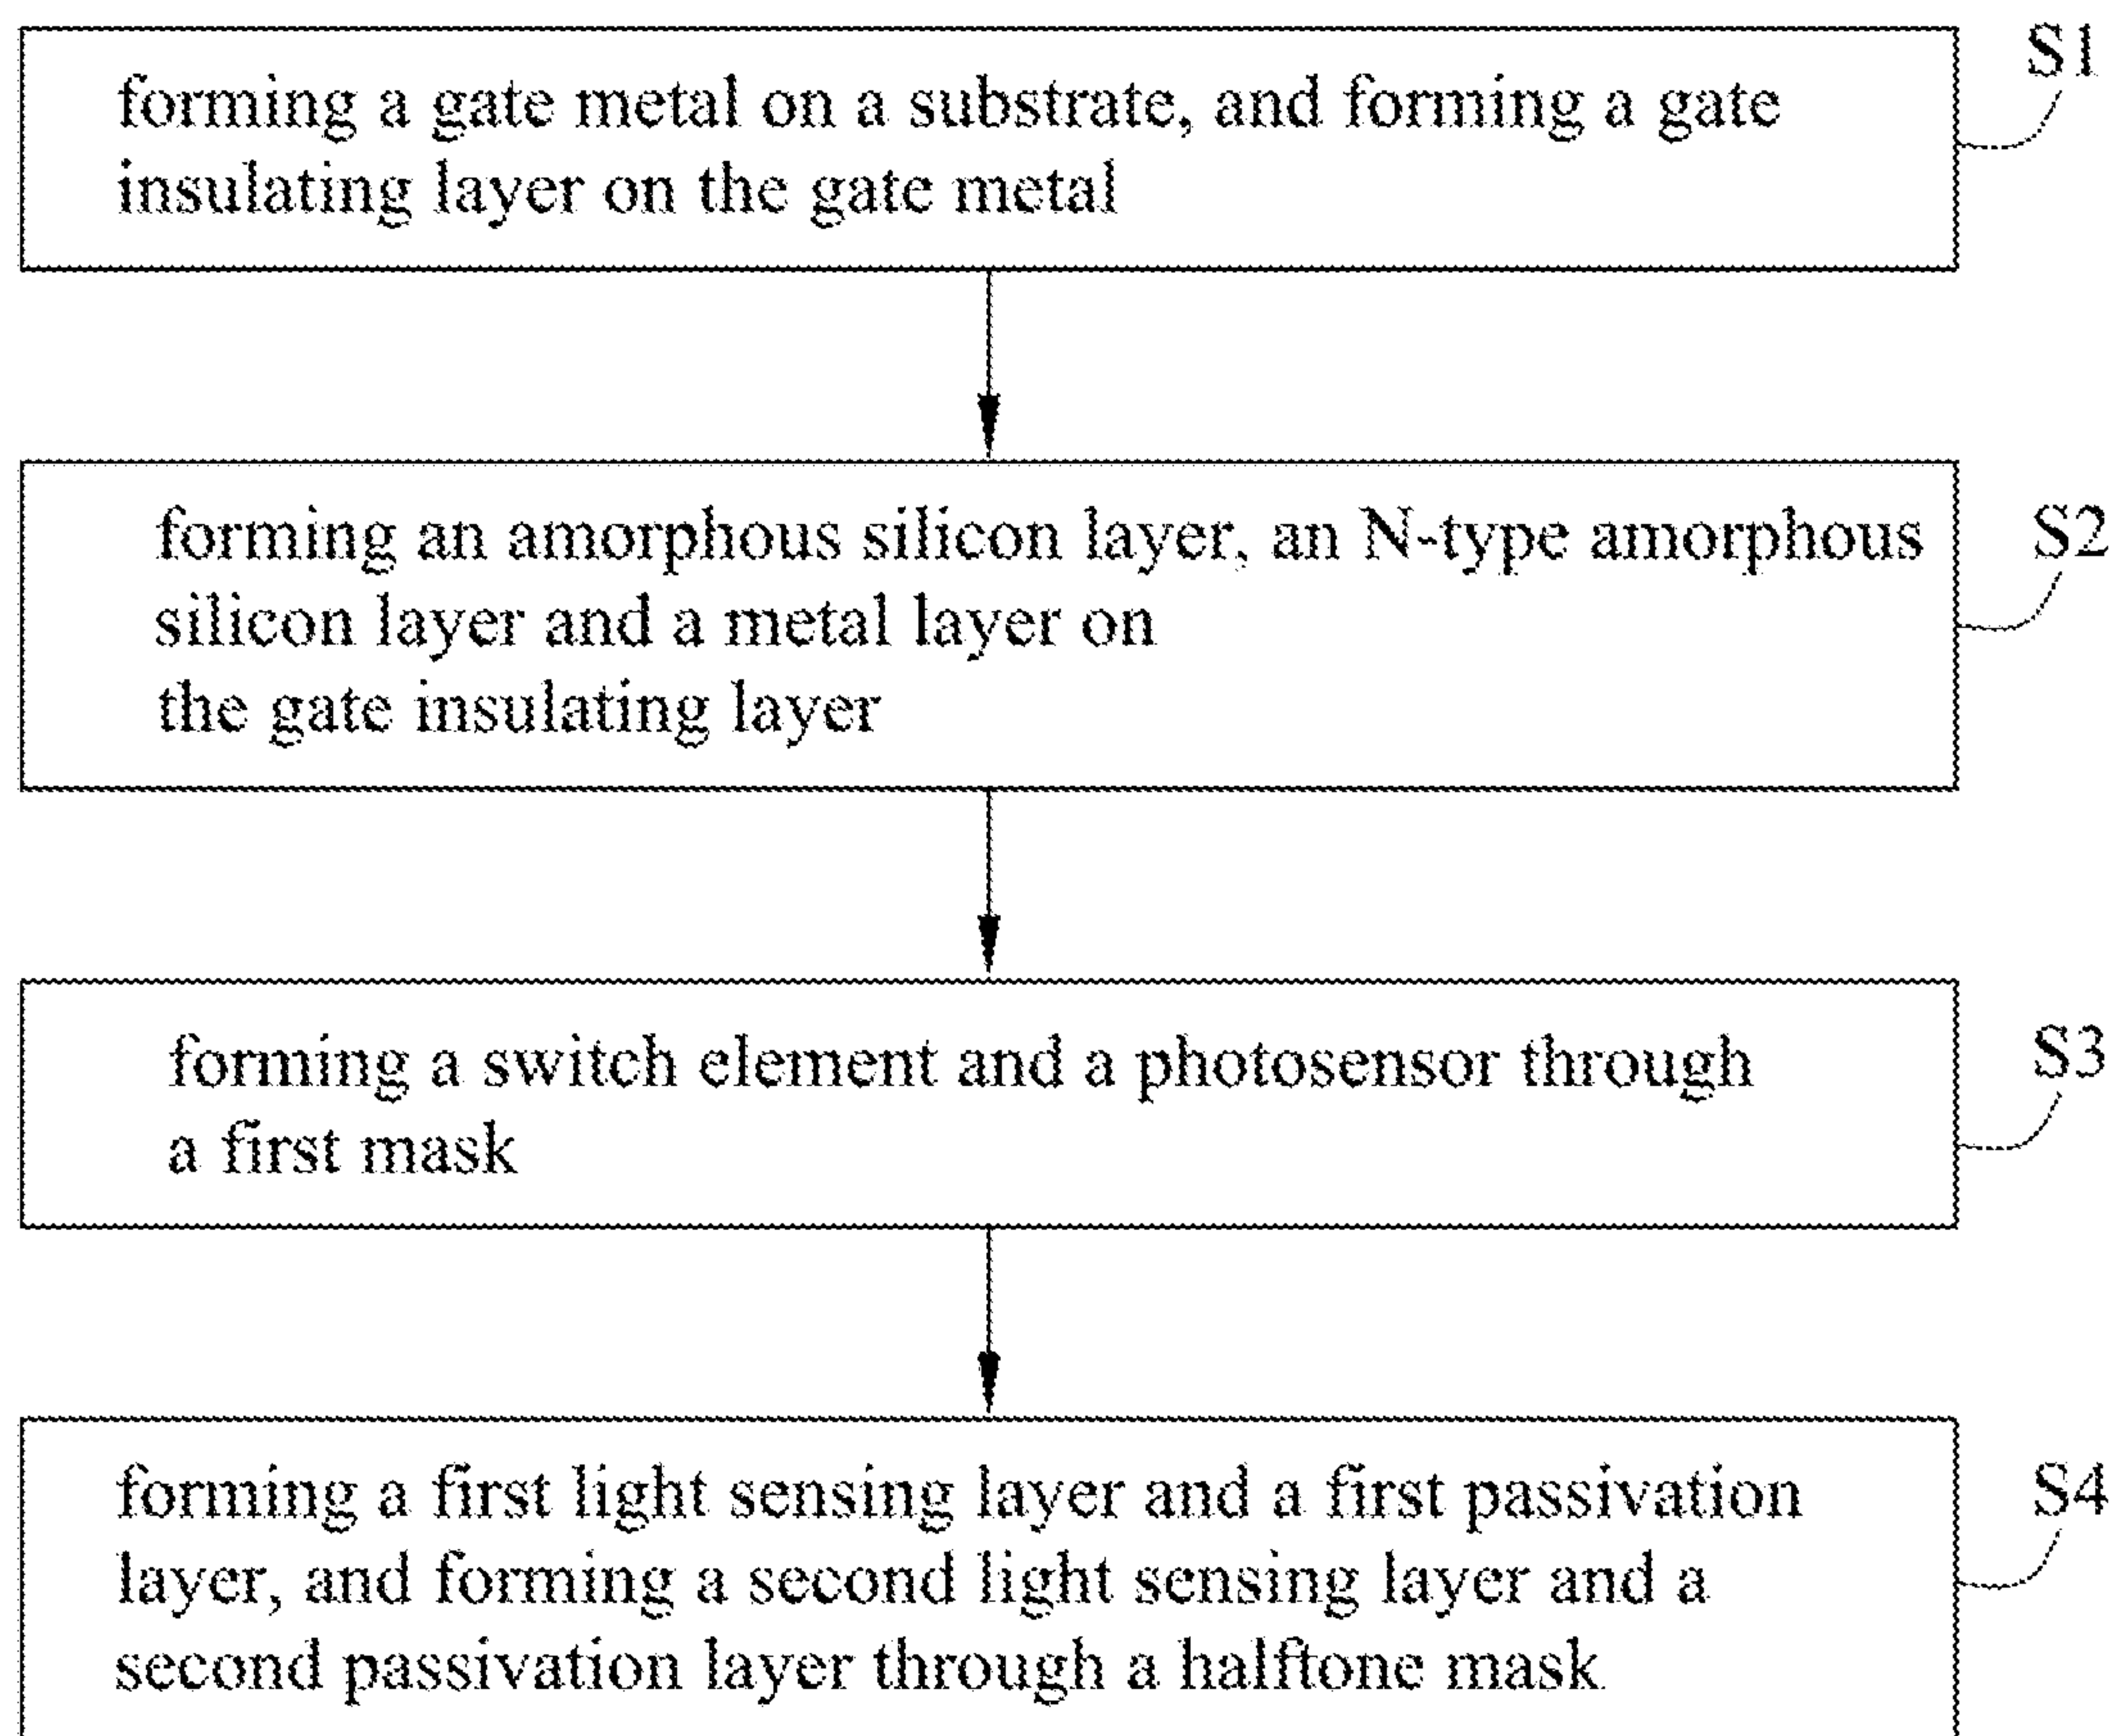 forming a gate metal on a substrate, and forming a gate
insulating layer on the gate metal
S1
forming an amorphous silicon layer, an N-type amorphous
silicon layer and a metal layer on
the gate insulating layer
S2
forming a switch element and a photosensor through
a first mask
S3
forming a first light sensing layer and a first passivation
layer, and forming a second light sensing layer and a
second passivation layer through a halftone mask
S4